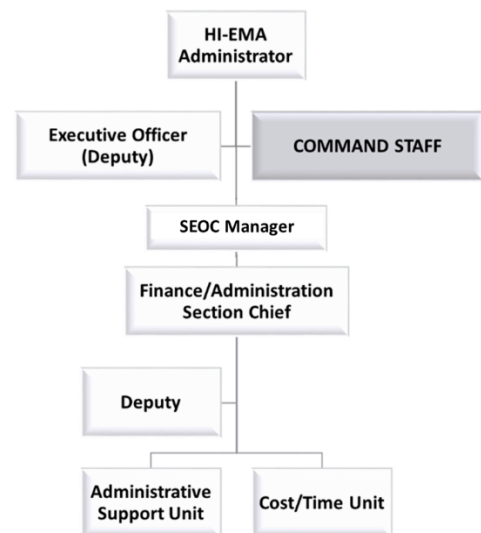 HI-EMA
Administrator
Executive Officer
(Deputy)
COMMAND STAFF
SEOC Manager
Finance/Administration
Section Chief
Deputy
Administrative
Support Unit
Cost/Time Unit